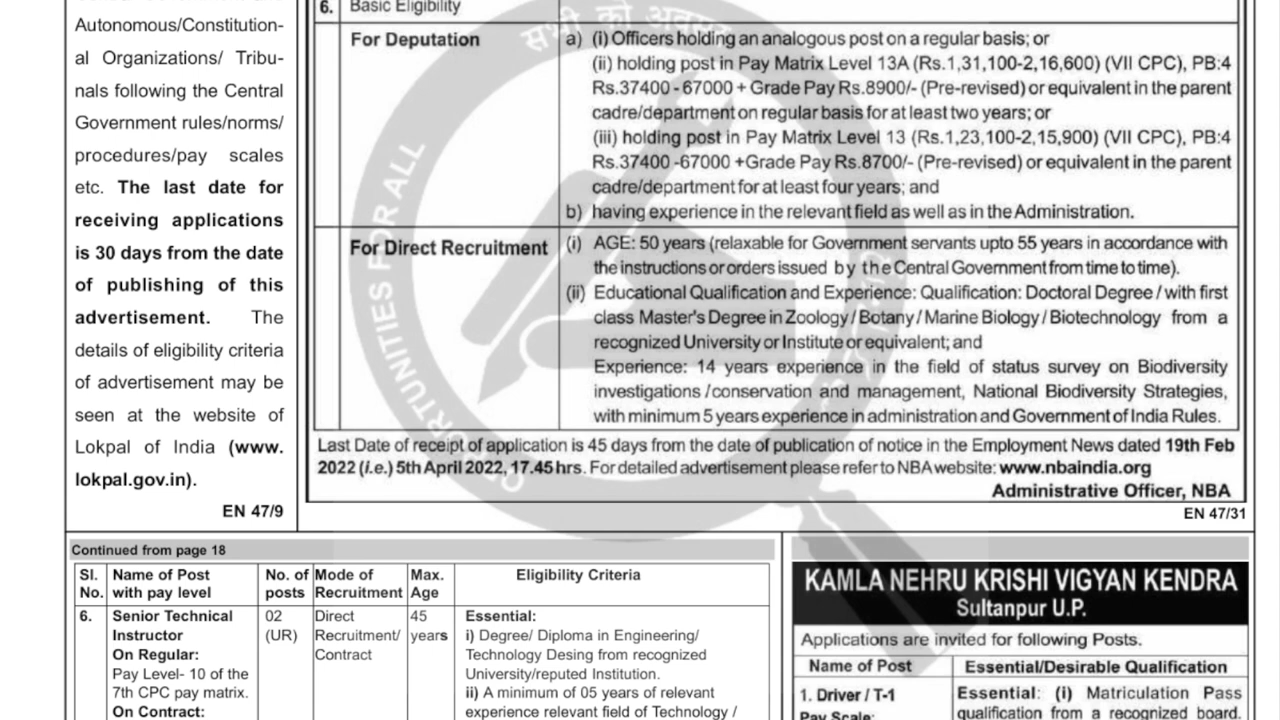 Autonomous/Constitution-
al Organizations/ Tribu-
nals following the Central
Government rules/norms/
procedures/pay scales
etc. The last date for
receiving applications
is 30 days from the date
of publishing of this
advertisement. The
details of eligibility criteria
of advertisement may be
seen at the website of
Lokpal of India (www.
lokpal.gov.in).
EN 47/9
6. Basic Eligibility
For Deputation
a) (i) Officers holding an analogous post on a regular basis; or
(ii) holding post in Pay Matrix Level 13A (Rs.1,31,100-2,16,600) (VII CPC), PB:4
Rs.37400 -67000 + Grade Pay Rs.8900/- (Pre-revised) or equivalent in the parent
cadre/department on regular basis for at least two years; or
(iii) holding post in Pay Matrix Level 13 (Rs.1,23,100-2,15,900) (VII CPC), PB:4
Rs.37400 -67000 +Grade Pay Rs.8700/- (Pre-revised) or equivalent in the parent
cadre/department for at least four years; and
b) having experience in the relevant field as well as in the Administration.
For Direct Recruitment
(i) AGE: 50 years (relaxable for Government servants upto 55 years in accordance with
the instructions or orders issued by the Central Government from time to time).
(ii) Educational Qualification and Experience: Qualification: Doctoral Degree / with first
class Master's Degree in Zoology / Botany / Marine Biology / Biotechnology from a
recognized University or Institute or equivalent; and
Experience: 14 years experience in the field of status survey on Biodiversity
investigations /conservation and management, National Biodiversity Strategies,
with minimum 5 years experience in administration and Government of India Rules.
Last Date of receipt of application is 45 days from the date of publication of notice in the Employment News dated 19th Feb
2022 (i.e.) 5th April 2022, 17.45 hrs. For detailed advertisement please refer to NBA website: www.nbaindia.org
Administrative Officer, NBA
EN 47/31
सभी को अवसर
OPPORTUNITIES FOR ALL
Continued from page 18
Sl. No.
Name of Post with pay level
No. of posts
Mode of Recruitment
Max. Age
Eligibility Criteria
6.
Senior Technical
Instructor
On Regular:
Pay Level- 10 of the
7th CPC pay matrix.
On Contract:
02
(UR)
Direct
Recruitment/
Contract
45
years
Essential:
i) Degree/ Diploma in Engineering/
Technology Desing from recognized
University/reputed Institution.
ii) A minimum of 05 years of relevant
experience relevant field of Technology /
KAMLA NEHRU KRISHI VIGYAN KENDRA
Sultanpur U.P.
Applications are invited for following Posts.
Name of Post
Essential/Desirable Qualification
1. Driver / T-1
Pay Scale:
Essential: (i) Matriculation Pass
qualification from a recognized board.